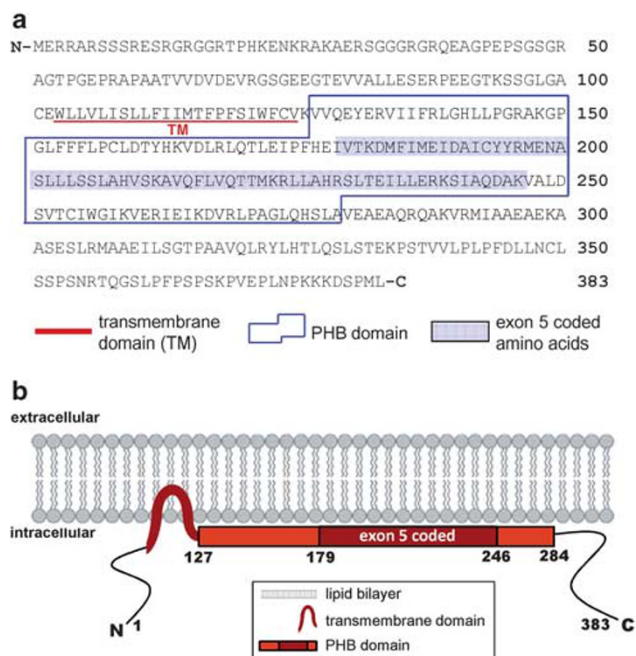 a
N-MERRARSSSRESRGRGGRTPHKENKRAKAERSGGGRGRQEAGPEPSGSGR 50
AGTPGEPRAPAATVVDVDEVRGSGEEGTEVVALLESERPEEGTKSSGLGA 100
CEWLLVLISLLFIIMTFPFSIWFCVKVVQEYERVIIFRLGHLLPGRAKGP 150
TM
GLFFFLPCLDTYHKVDLRLQTLEIPFHEIVTKDMFIMEIDAICYYRMENA 200
SLLLSSLAHVSKAVQFLVQTTMKRLLAHRSLTEILLERKSIAQDAKVALD 250
SVTCIWGIKVERIEIKDVRLPAGLQHSLAVEAEAQRQAKVRMIAAEAEKA 300
ASESLRMAAEILSGTPAAVQLRYLHTLQSLSTEKPSTVVLPLPFDLLNCL 350
SSPSNRTQGSLPFPSPSKPVEPLNPKKKDSPML-C 383
transmembrane domain (TM)
PHB domain
exon 5 coded amino acids
b
extracellular
intracellular
exon 5 coded
127 179 246 284
N 1
383 C
lipid bilayer
transmembrane domain
PHB domain